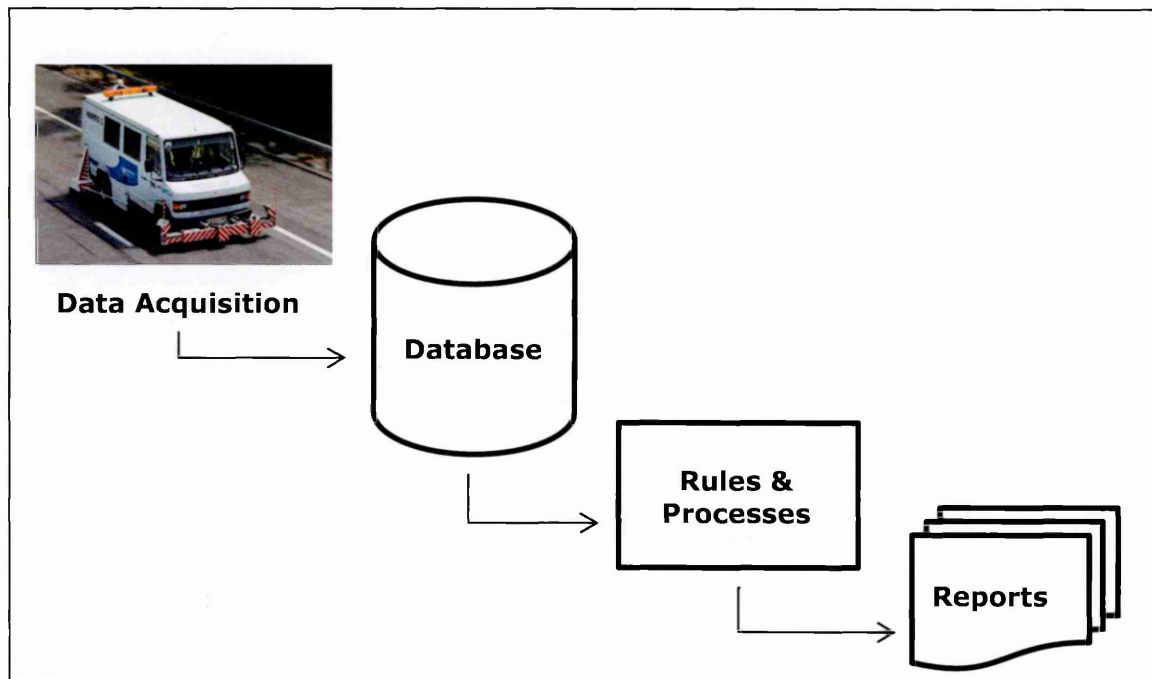 Data Acquisition
Database
Rules &
Processes
Reports